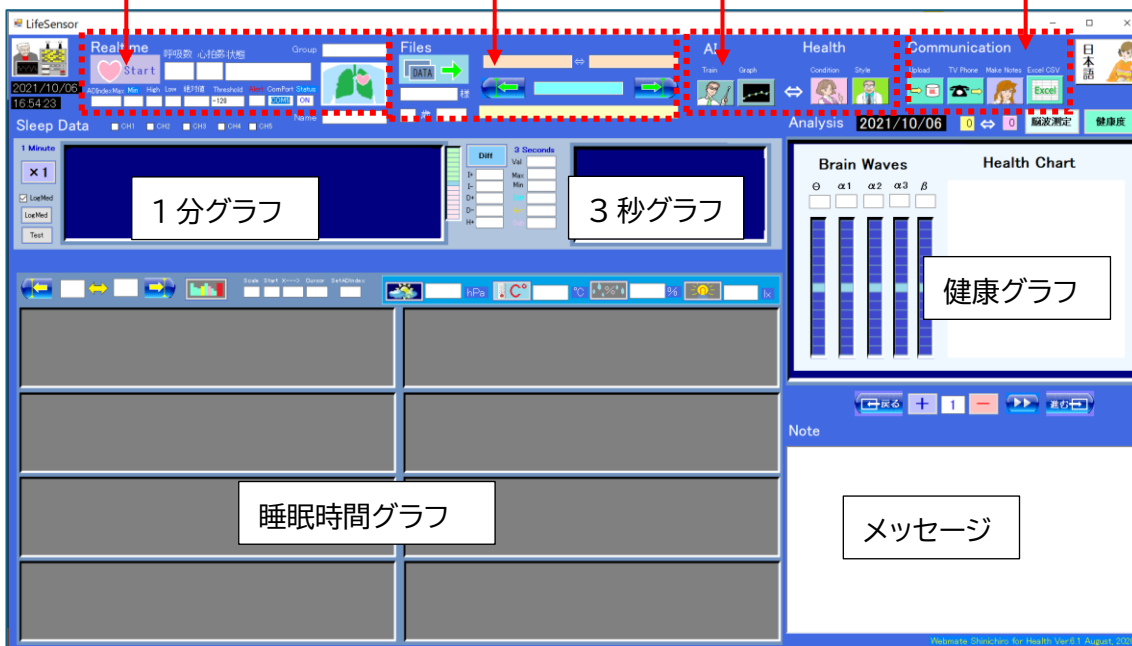 LifeSensor
Realtime 呼吸数 心拍数 状態 Group
Start
Max Min High Low 絶対値 Threshold ComPort Status
-128 COM5 ON
Name
Files
DATA
様
歳
AI
Train Graph
Health
Condition Style
Communication
Upload TV Phone Make Notes Excel CSV
Excel
日本語
2021/10/06
16:54:23
Sleep Data CH1 CH2 CH3 CH4 CH5
Analysis 2021/10/06 0 ⇔ 0 脳波測定 健康度
1 Minute
×1
LogMed
LogMed
Test
1分グラフ
Diff
I+
I-
D+
D-
H+
3 Seconds
Val
Max
Min
3秒グラフ
Brain Waves
Θ α1 α2 α3 β
Health Chart
健康グラフ
Scale Start X---> Cursor SetADIndex
hPa C° °C % lx
戻る + 1 - 進む
Note
睡眠時間グラフ
メッセージ
Webmate Shinichiro for Health Ver.6.1 August, 202